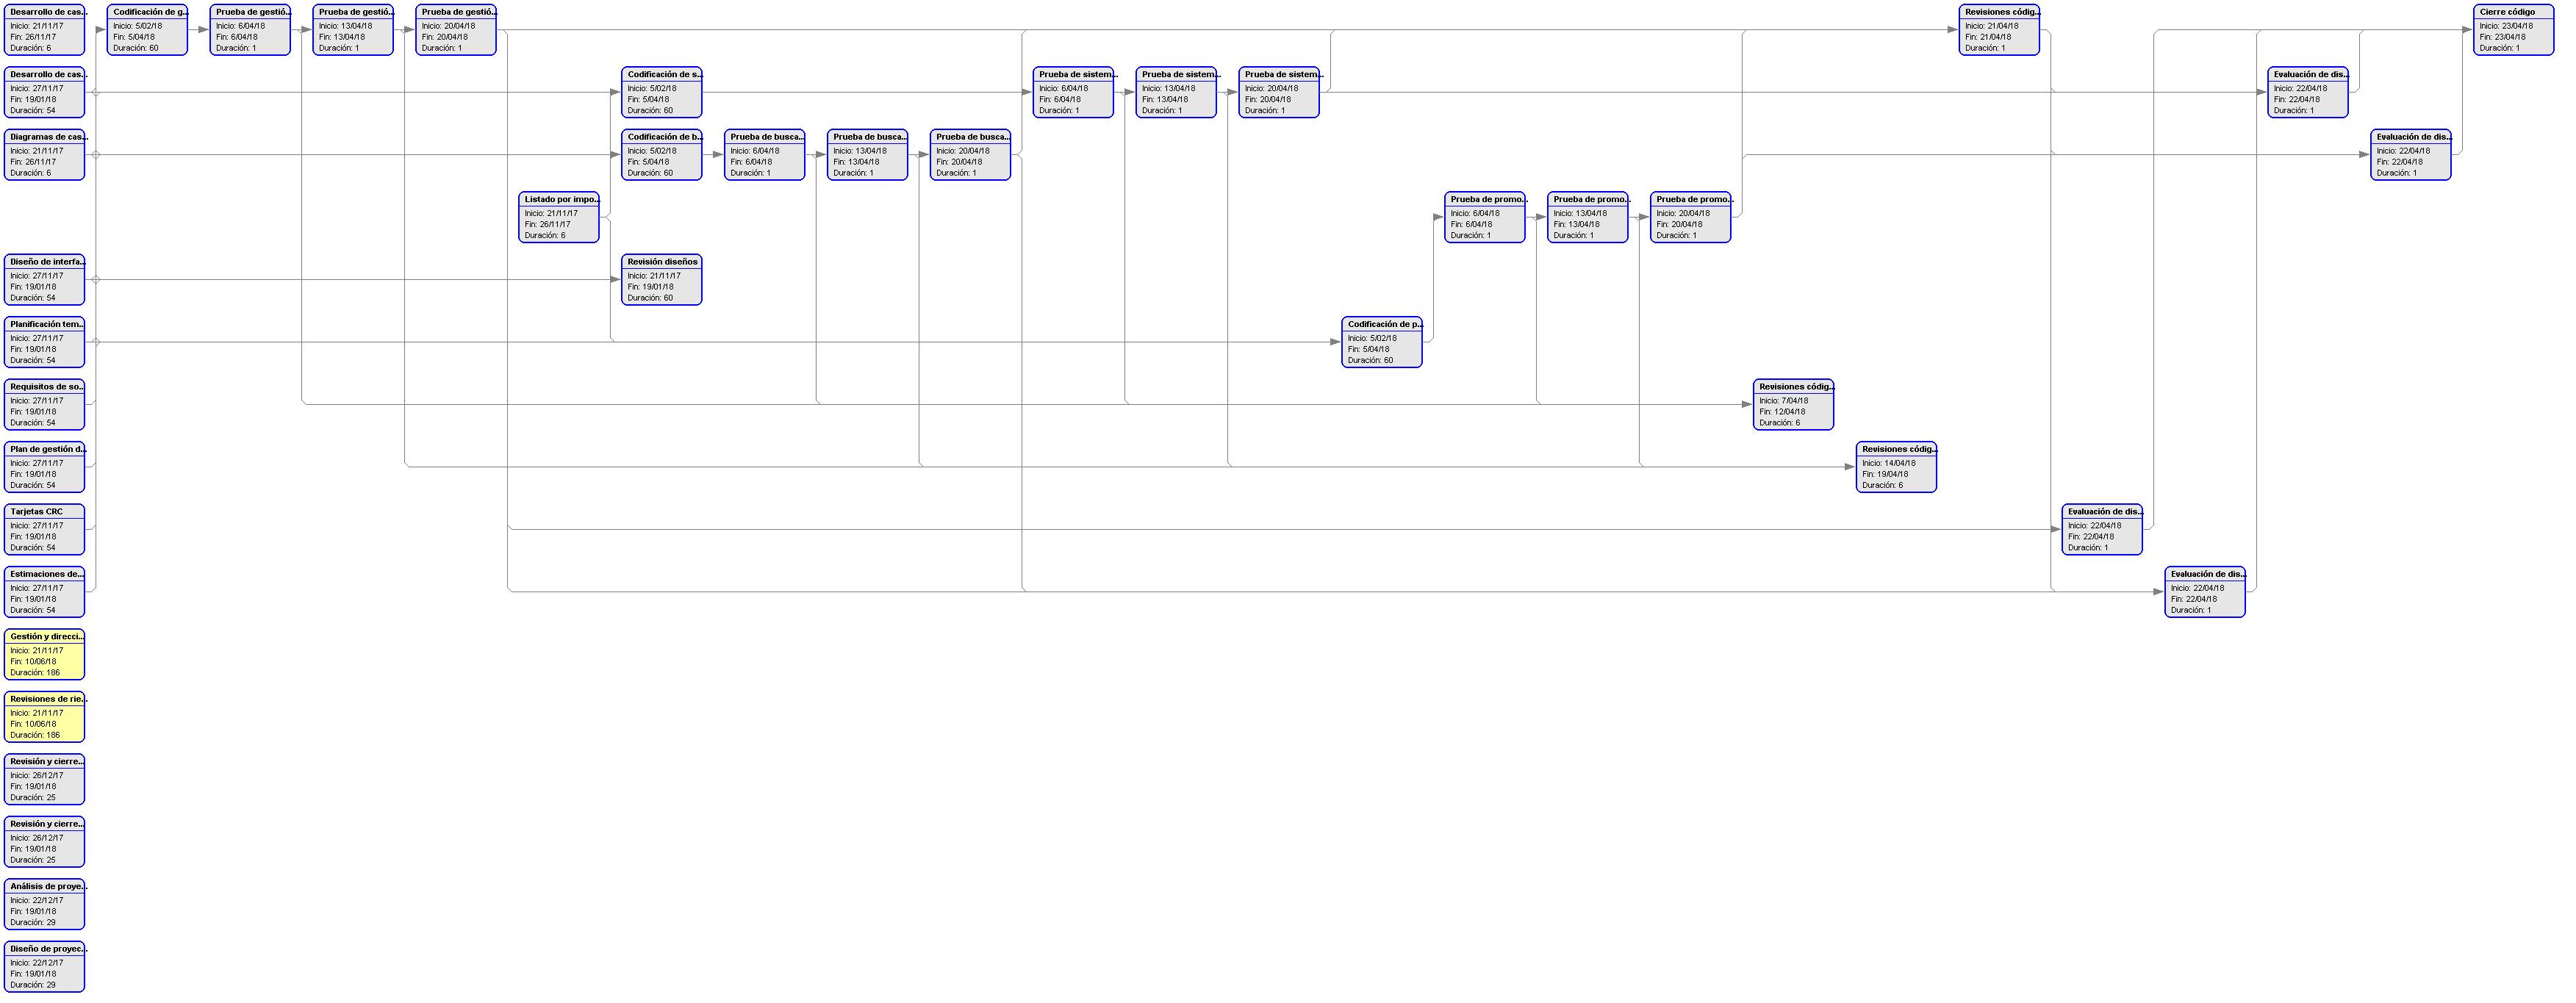 Desarrollo de cas...
Inicio: 21/11/17
Fin: 26/11/17
Duración: 6
Codificación de g...
Inicio: 5/02/18
Fin: 5/04/18
Duración: 60
Prueba de gestió...
Inicio: 6/04/18
Fin: 6/04/18
Duración: 1
Prueba de gestió...
Inicio: 13/04/18
Fin: 13/04/18
Duración: 1
Prueba de gestió...
Inicio: 20/04/18
Fin: 20/04/18
Duración: 1
Revisiones códig...
Inicio: 21/04/18
Fin: 21/04/18
Duración: 1
Cierre código
Inicio: 23/04/18
Fin: 23/04/18
Duración: 1
Desarrollo de cas...
Inicio: 27/11/17
Fin: 19/01/18
Duración: 54
Codificación de s...
Inicio: 5/02/18
Fin: 5/04/18
Duración: 60
Prueba de sistem...
Inicio: 6/04/18
Fin: 6/04/18
Duración: 1
Prueba de sistem...
Inicio: 13/04/18
Fin: 13/04/18
Duración: 1
Prueba de sistem...
Inicio: 20/04/18
Fin: 20/04/18
Duración: 1
Evaluación de dis...
Inicio: 22/04/18
Fin: 22/04/18
Duración: 1
Diagramas de cas...
Inicio: 21/11/17
Fin: 26/11/17
Duración: 6
Codificación de b...
Inicio: 5/02/18
Fin: 5/04/18
Duración: 60
Prueba de busca...
Inicio: 6/04/18
Fin: 6/04/18
Duración: 1
Prueba de busca...
Inicio: 13/04/18
Fin: 13/04/18
Duración: 1
Prueba de busca...
Inicio: 20/04/18
Fin: 20/04/18
Duración: 1
Evaluación de dis...
Inicio: 22/04/18
Fin: 22/04/18
Duración: 1
Listado por impo...
Inicio: 21/11/17
Fin: 26/11/17
Duración: 6
Prueba de promo...
Inicio: 6/04/18
Fin: 6/04/18
Duración: 1
Prueba de promo...
Inicio: 13/04/18
Fin: 13/04/18
Duración: 1
Prueba de promo...
Inicio: 20/04/18
Fin: 20/04/18
Duración: 1
Diseño de interfa...
Inicio: 27/11/17
Fin: 19/01/18
Duración: 54
Revisión diseños
Inicio: 21/11/17
Fin: 19/01/18
Duración: 60
Planificación tem...
Inicio: 27/11/17
Fin: 19/01/18
Duración: 54
Codificación de p...
Inicio: 5/02/18
Fin: 5/04/18
Duración: 60
Requisitos de so...
Inicio: 27/11/17
Fin: 19/01/18
Duración: 54
Revisiones códig...
Inicio: 7/04/18
Fin: 12/04/18
Duración: 6
Plan de gestión d...
Inicio: 27/11/17
Fin: 19/01/18
Duración: 54
Revisiones códig...
Inicio: 14/04/18
Fin: 19/04/18
Duración: 6
Tarjetas CRC
Inicio: 27/11/17
Fin: 19/01/18
Duración: 54
Evaluación de dis...
Inicio: 22/04/18
Fin: 22/04/18
Duración: 1
Estimaciones de...
Inicio: 27/11/17
Fin: 19/01/18
Duración: 54
Evaluación de dis...
Inicio: 22/04/18
Fin: 22/04/18
Duración: 1
Gestión y direcci...
Inicio: 21/11/17
Fin: 10/06/18
Duración: 186
Revisiones de rie...
Inicio: 21/11/17
Fin: 10/06/18
Duración: 186
Revisión y cierre...
Inicio: 26/12/17
Fin: 19/01/18
Duración: 25
Revisión y cierre...
Inicio: 26/12/17
Fin: 19/01/18
Duración: 25
Análisis de proye...
Inicio: 22/12/17
Fin: 19/01/18
Duración: 29
Diseño de proyec...
Inicio: 22/12/17
Fin: 19/01/18
Duración: 29